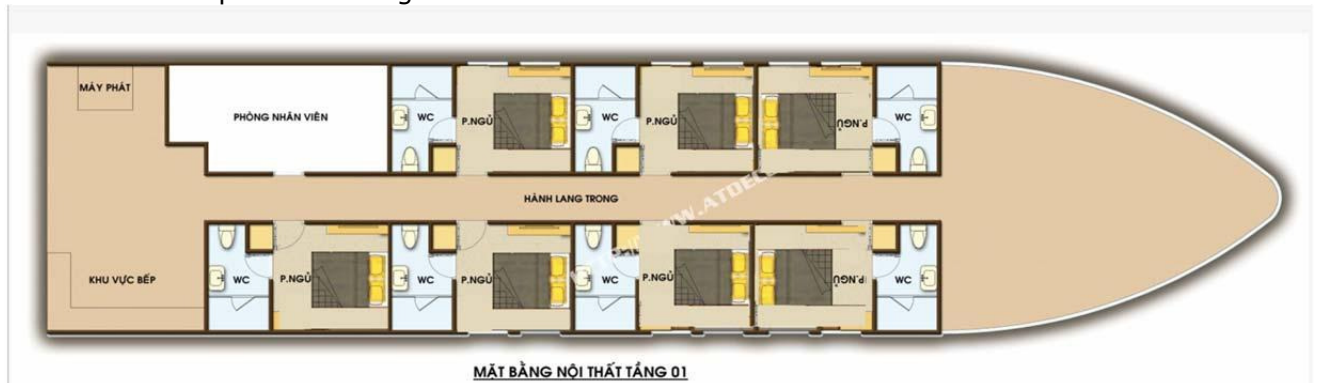 MÁY PHÁT
PHÒNG NHÂN VIÊN
WC
P.NGỦ
WC
P.NGỦ
P.NGỦ
WC
HÀNH LANG TRONG
KHU VỰC BẾP
WC
P.NGỦ
WC
P.NGỦ
WC
P.NGỦ
P.NGỦ
WC
MẶT BẰNG NỘI THẤT TẦNG 01